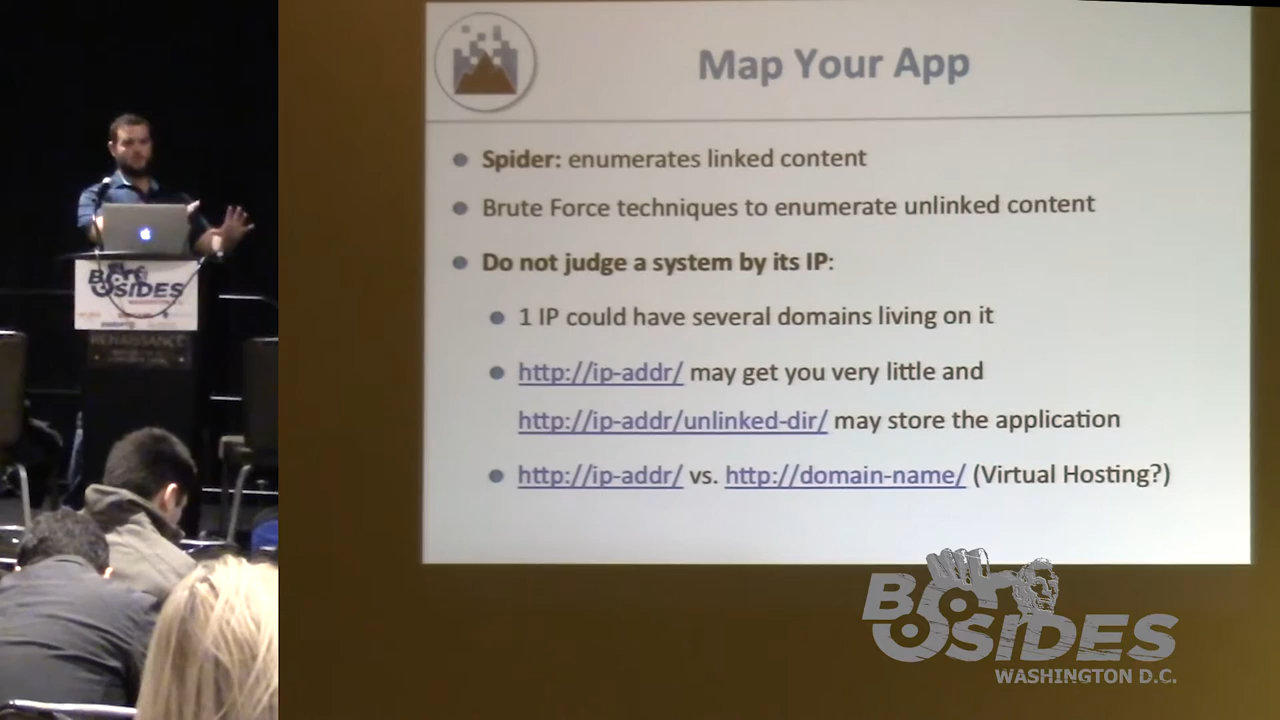 Map Your App
Spider: enumerates linked content
Brute Force techniques to enumerate unlinked content
Do not judge a system by its IP:
1 IP could have several domains living on it
http://ip-addr/ may get you very little and
http://ip-addr/unlinked-dir/ may store the application
http://ip-addr/ vs. http://domain-name/ (Virtual Hosting?)
BSIDES
RENAISSANCE
BSIDES
WASHINGTON D.C.